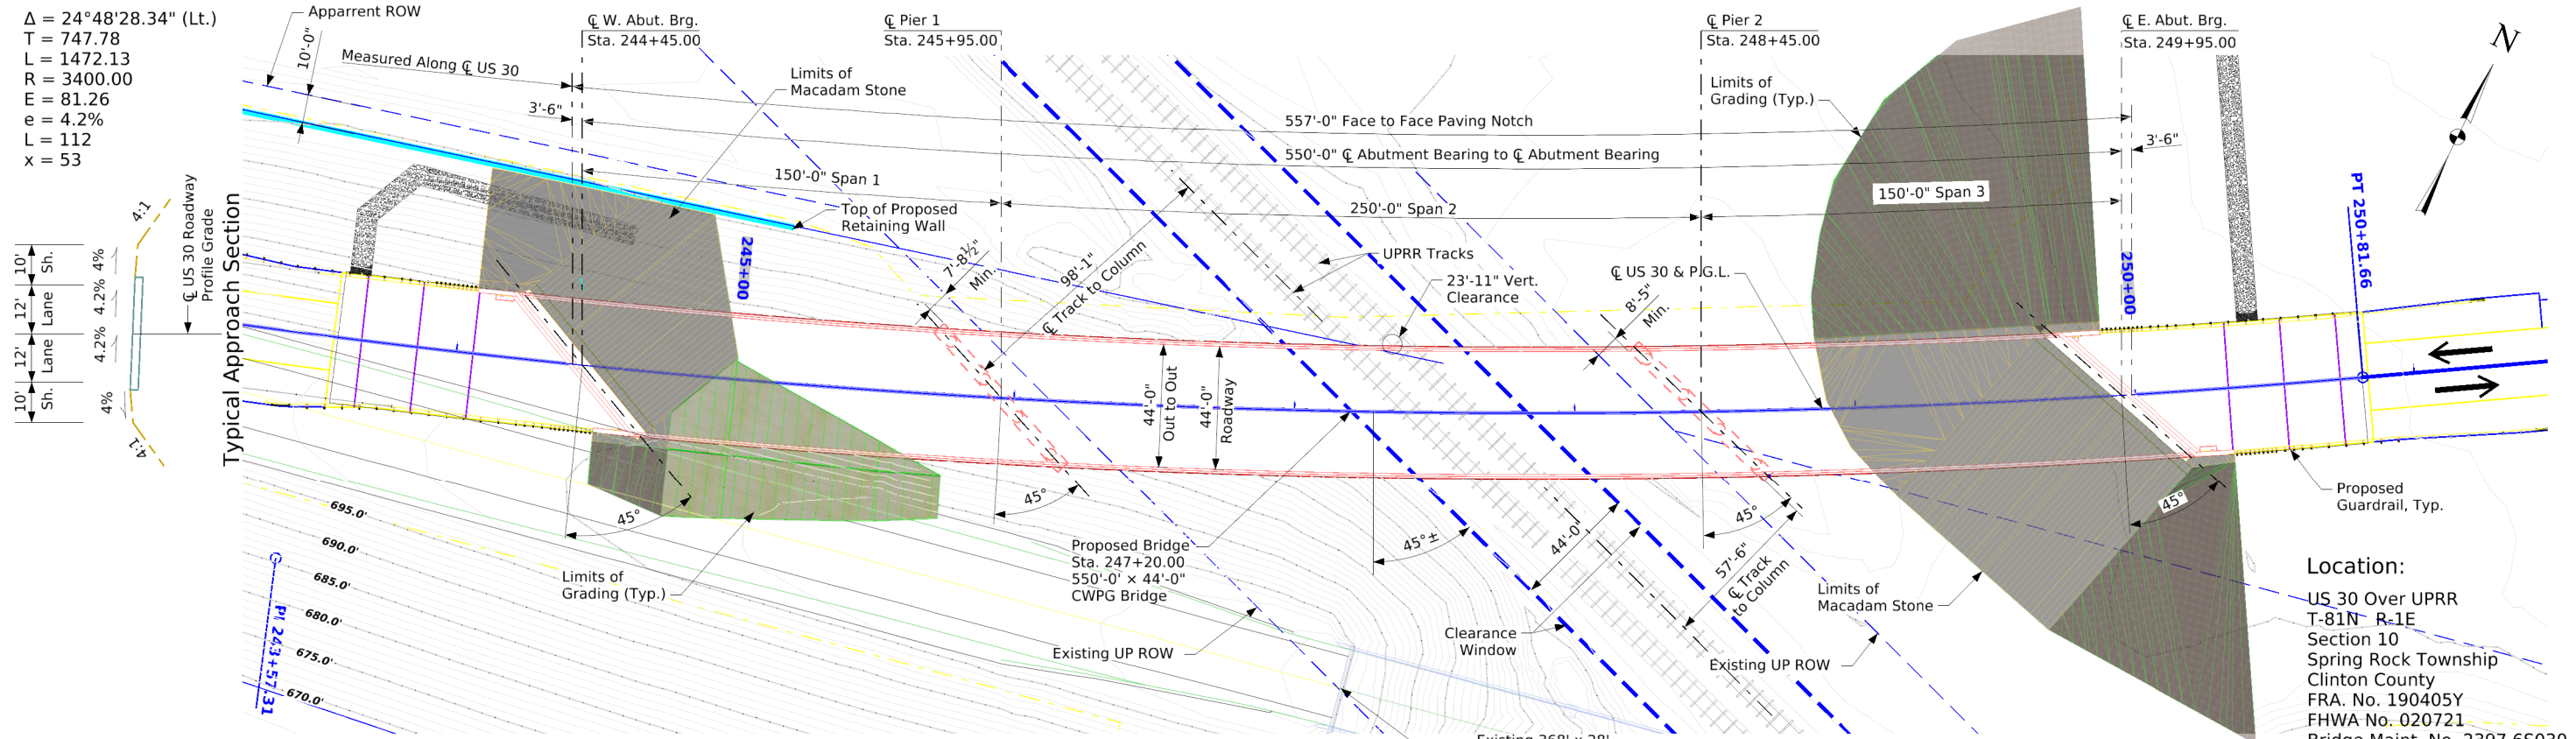 Δ = 24°48'28.34" (Lt.)
T = 747.78
L = 1472.13
R = 3400.00
E = 81.26
e = 4.2%
L = 112
x = 53
Apparrent ROW
10'-0"
Measured Along ℄ US 30
℄ W. Abut. Brg.
Sta. 244+45.00
℄ Pier 1
Sta. 245+95.00
℄ Pier 2
Sta. 248+45.00
℄ E. Abut. Brg.
Sta. 249+95.00
N
Limits of
Macadam Stone
Limits of
Grading (Typ.)
3'-6"
557'-0" Face to Face Paving Notch
550'-0" ℄ Abutment Bearing to ℄ Abutment Bearing
3'-6"
150'-0" Span 1
250'-0" Span 2
150'-0" Span 3
Top of Proposed
Retaining Wall
4:1
10'
Sh.
4%
12'
Lane
4.2%
12'
Lane
4.2%
10'
Sh.
4%
4:1
℄ US 30 Roadway
Profile Grade
Typical Approach Section
245+00
7'-8½"
Min.
98'-1"
℄ Track to Column
UPRR Tracks
23'-11" Vert.
Clearance
℄ US 30 & P.G.L.
8'-5"
Min.
250+00
PT 250+81.66
44'-0"
Out to Out
44'-0"
Roadway
45°
45°
45°±
45°
45°
44'-0"
57'-6"
℄ Track
to Column
Proposed
Guardrail, Typ.
695.0'
690.0'
685.0'
680.0'
675.0'
670.0'
PI 243+57.31
Limits of
Grading (Typ.)
Proposed Bridge
Sta. 247+20.00
550'-0' × 44'-0"
CWPG Bridge
Existing UP ROW
Clearance
Window
Existing UP ROW
Limits of
Macadam Stone
Location:
US 30 Over UPRR
T-81N R-1E
Section 10
Spring Rock Township
Clinton County
FRA. No. 190405Y
FHWA No. 020721
Bridge Maint. No. 2397.6S030
Existing 368' x 28'